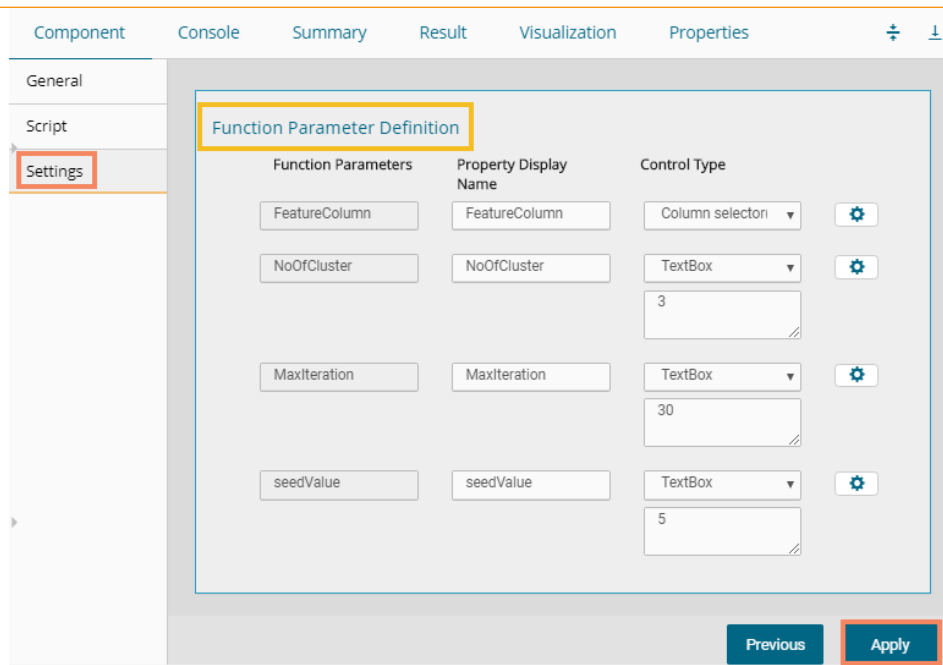 Component Console Summary Result Visualization Properties
General
Script
Settings
Function Parameter Definition
Function Parameters Property Display Name Control Type
FeatureColumn FeatureColumn Column selector(
NoOfCluster NoOfCluster TextBox
3
MaxIteration MaxIteration TextBox
30
seedValue seedValue TextBox
5
Previous Apply